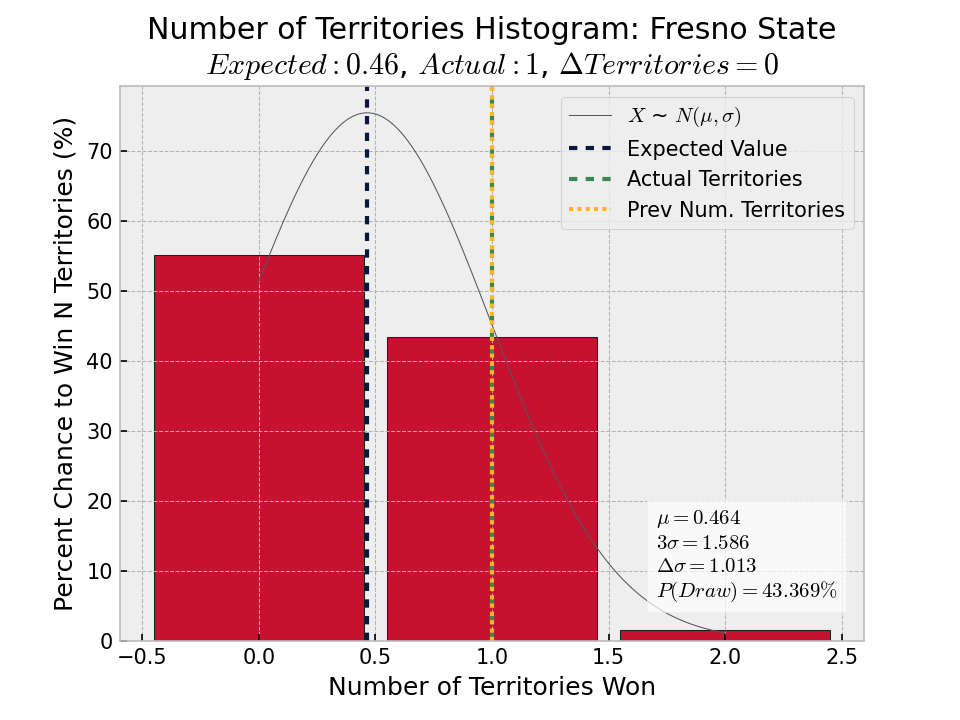 Number of Territories Histogram: Fresno State
Expected: 0.46, Actual: 1, ΔTerritories = 0
Percent Chance to Win N Territories (%)
70
60
50
40
30
20
10
0
X ~ N(μ, σ)
Expected Value
Actual Territories
Prev Num. Territories
μ = 0.464
3σ = 1.586
Δσ = 1.013
P(Draw) = 43.369%
−0.5 0.0 0.5 1.0 1.5 2.0 2.5
Number of Territories Won